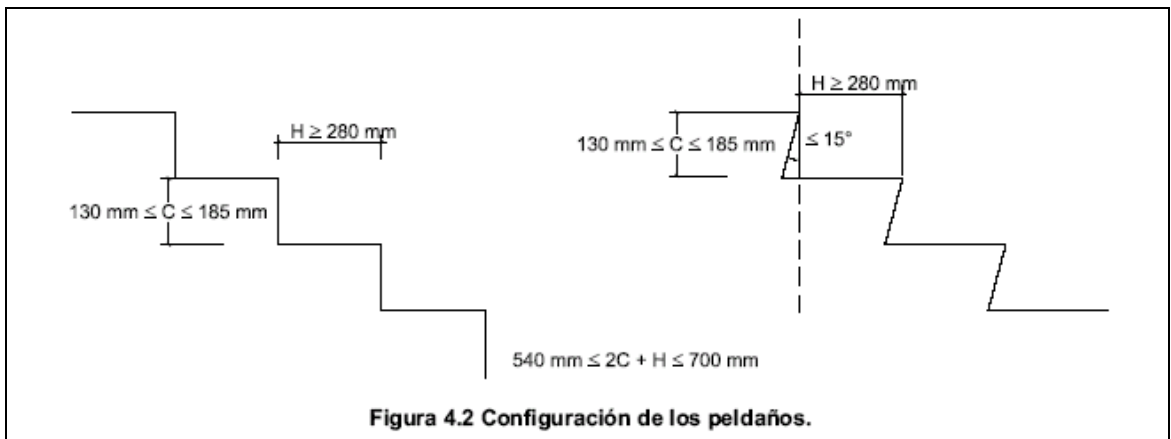 H ≥ 280 mm
130 mm ≤ C ≤ 185 mm
H ≥ 280 mm
130 mm ≤ C ≤ 185 mm
≤ 15°
540 mm ≤ 2C + H ≤ 700 mm
Figura 4.2 Configuración de los peldaños.